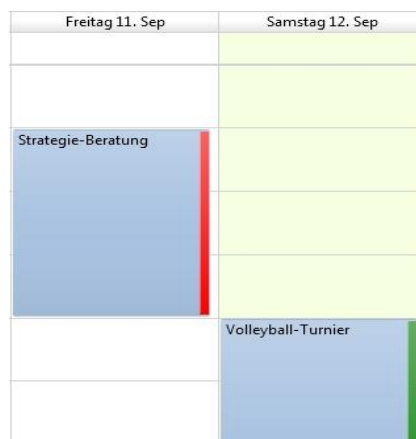 Freitag 11. Sep
Samstag 12. Sep
Strategie-Beratung
Volleyball-Turnier